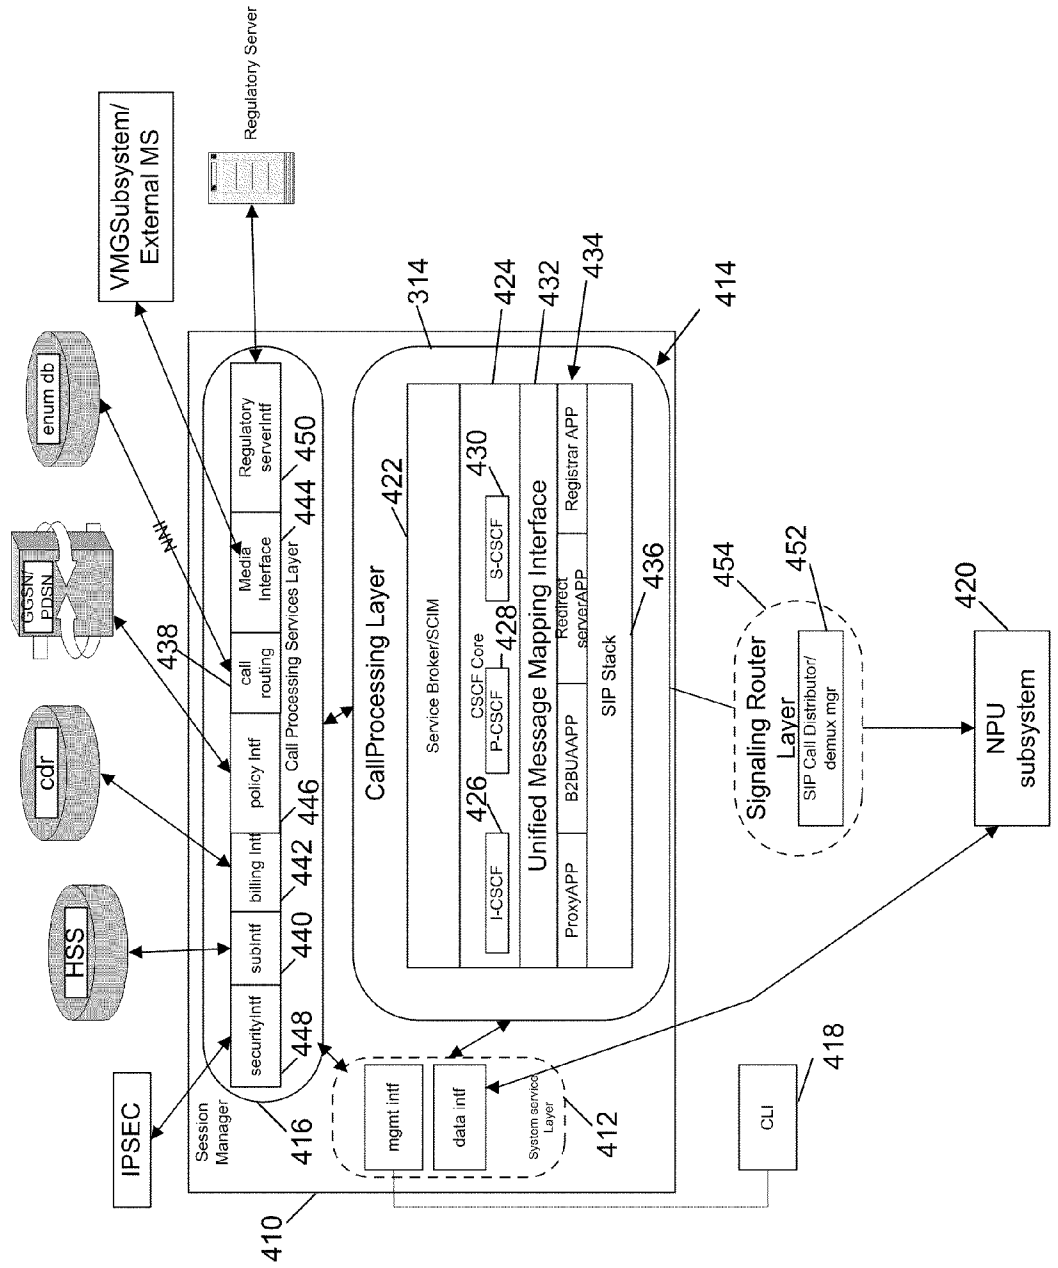 IPSEC
HSS
cdr
GGSN/
PDSN
enum db
VMGSubsystem/
External MS
Regulatory Server
Session
Manager
416
410
securityIntf
448
subIntf
440
billing Intf
442
policy Intf
446
438
call
routing
Media
Interface
444
Regulatory
serverIntf
450
Call Processing Services Layer
mgmt intf
data intf
System service
Layer
412
CallProcessing Layer
314
422
Service Broker/SCIM
424
CSCF Core
426
I-CSCF
428
P-CSCF
430
S-CSCF
432
Unified Message Mapping Interface
434
ProxyAPP
B2BUAAPP
Redirect
serverAPP
Registrar APP
SIP Stack
436
414
CLI
418
454
Signaling Router
Layer
SIP Call Distributor/
demux mgr
452
NPU
subsystem
420